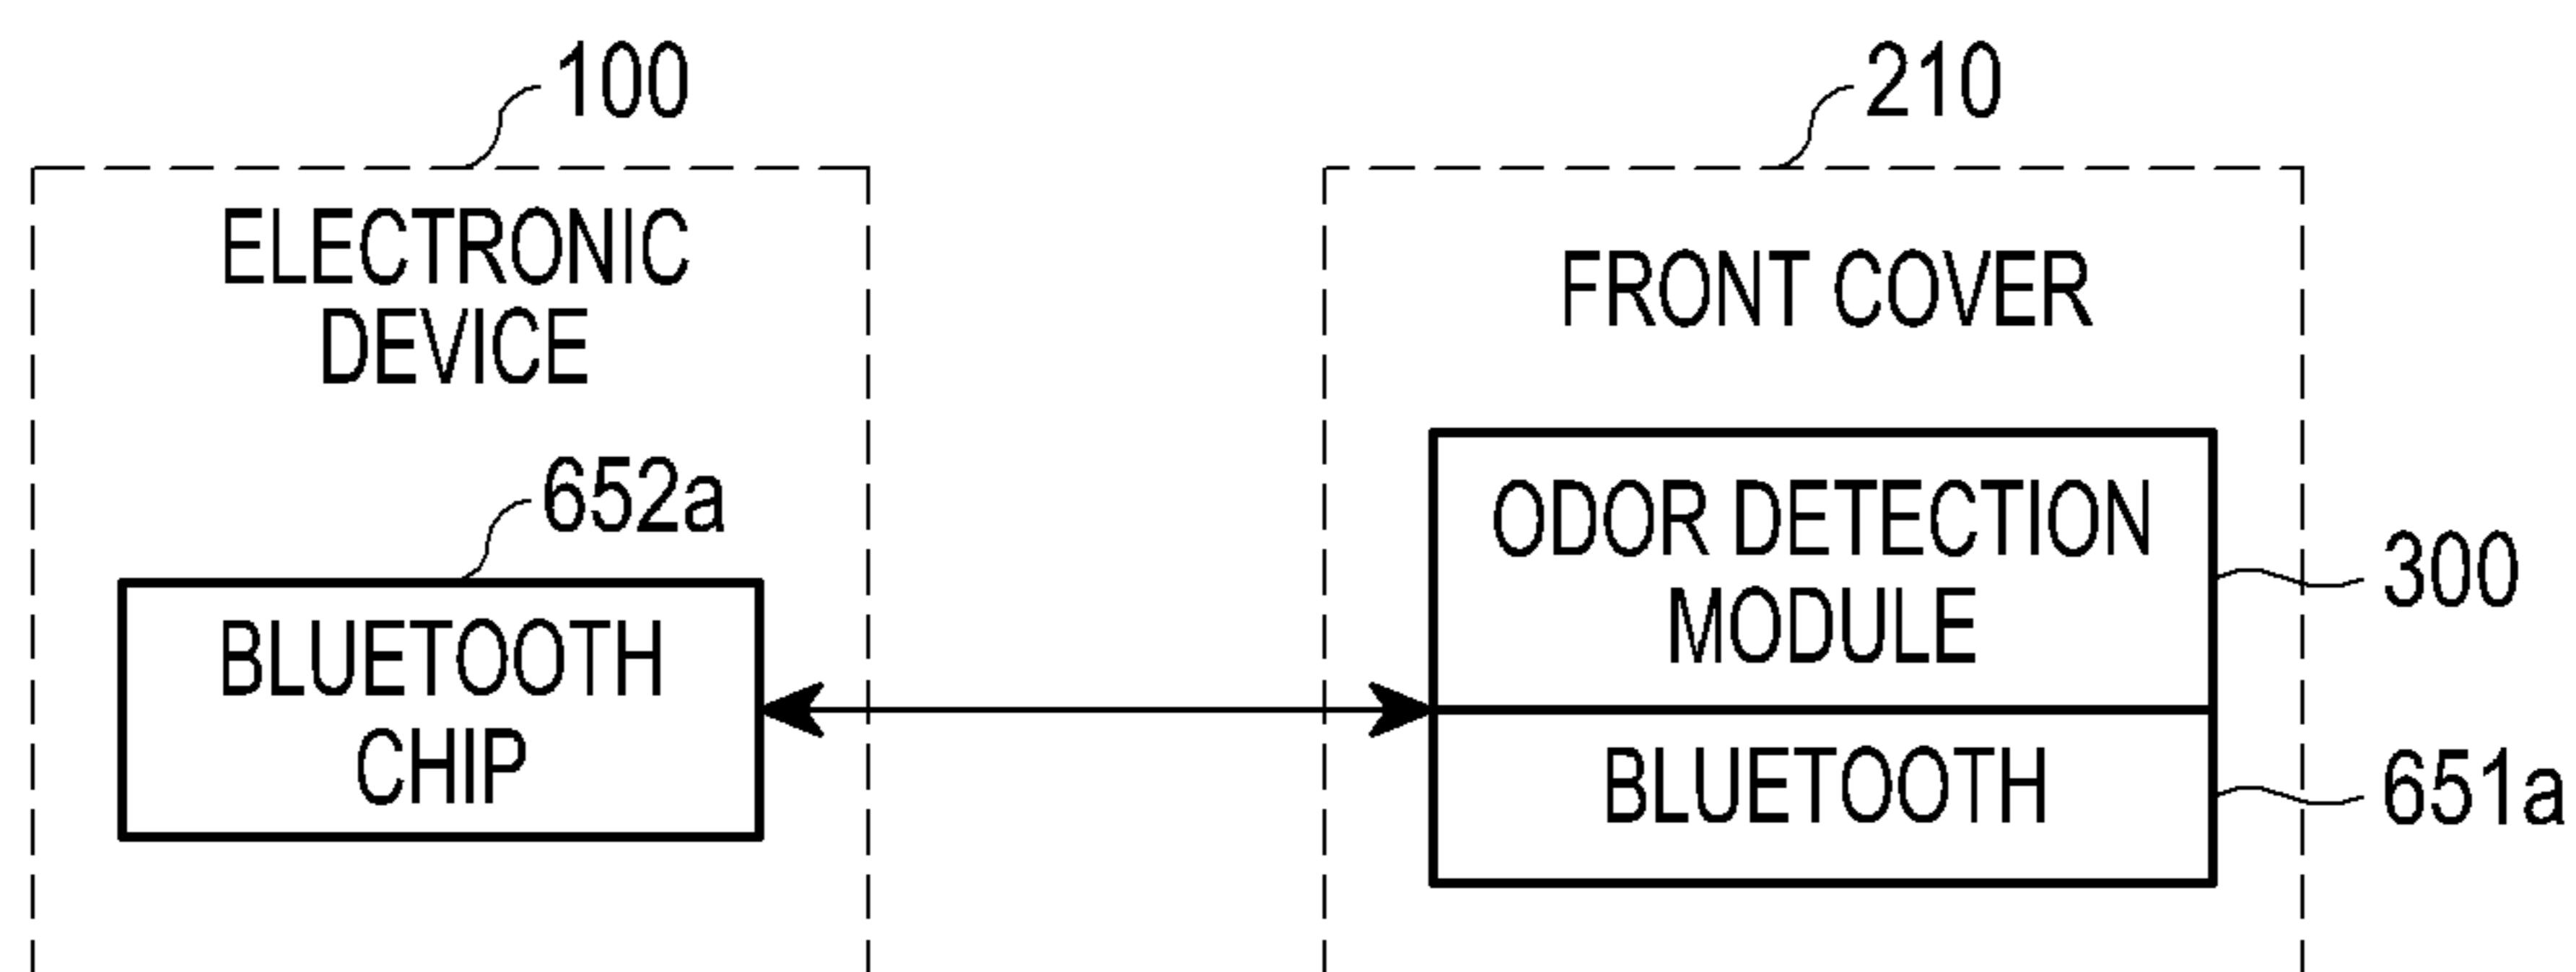 100
210
ELECTRONIC
DEVICE
FRONT COVER
652a
ODOR DETECTION
MODULE
300
BLUETOOTH
CHIP
BLUETOOTH
651a